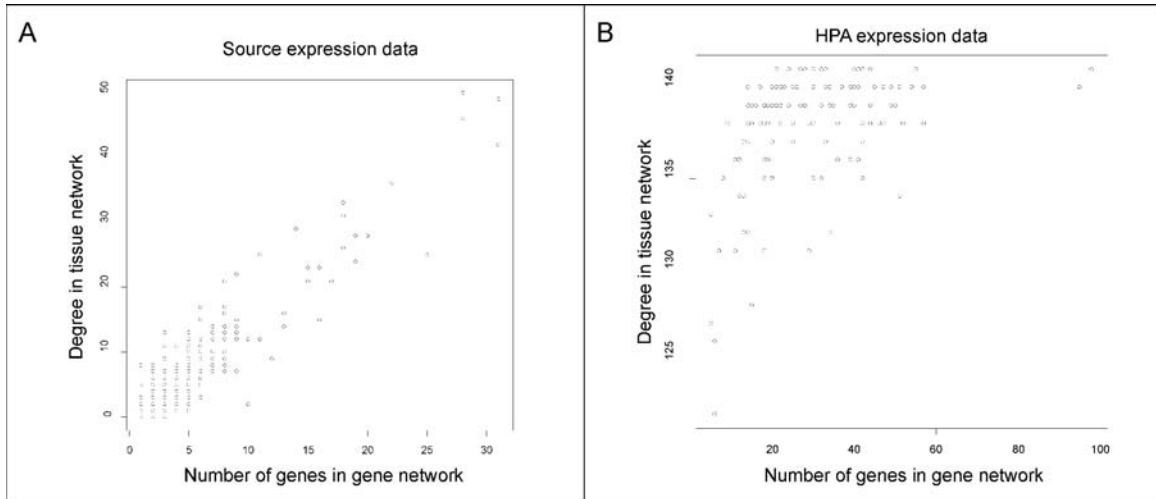 A
Source expression data
Degree in tissue network
50
40
30
20
10
0
0 5 10 15 20 25 30
Number of genes in gene network
B
HPA expression data
Degree in tissue network
140
135
130
125
20 40 60 80 100
Number of genes in gene network